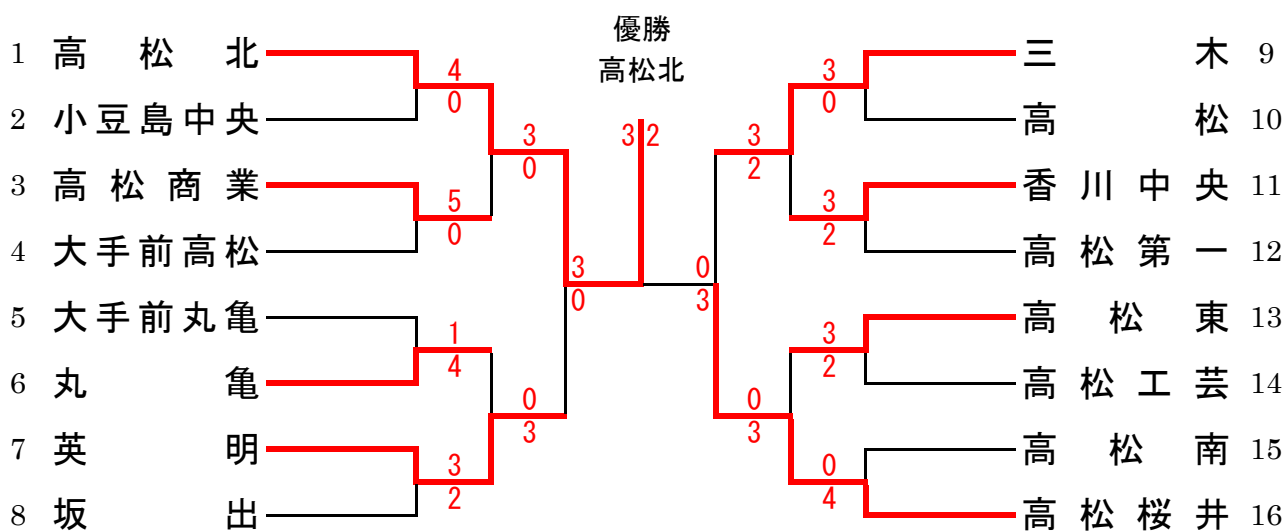 優勝
高松北
1 高松北
2 小豆島中央
3 高松商業
4 大手前高松
5 大手前丸亀
6 丸亀
7 英明
8 坂出
4
0
5
0
1
4
3
2
3
0
0
3
3
0
3 2
0
3
3
2
0
3
3
0
3
2
3
2
0
4
三木 9
高松 10
香川中央 11
高松第一 12
高松東 13
高松工芸 14
高松南 15
高松桜井 16